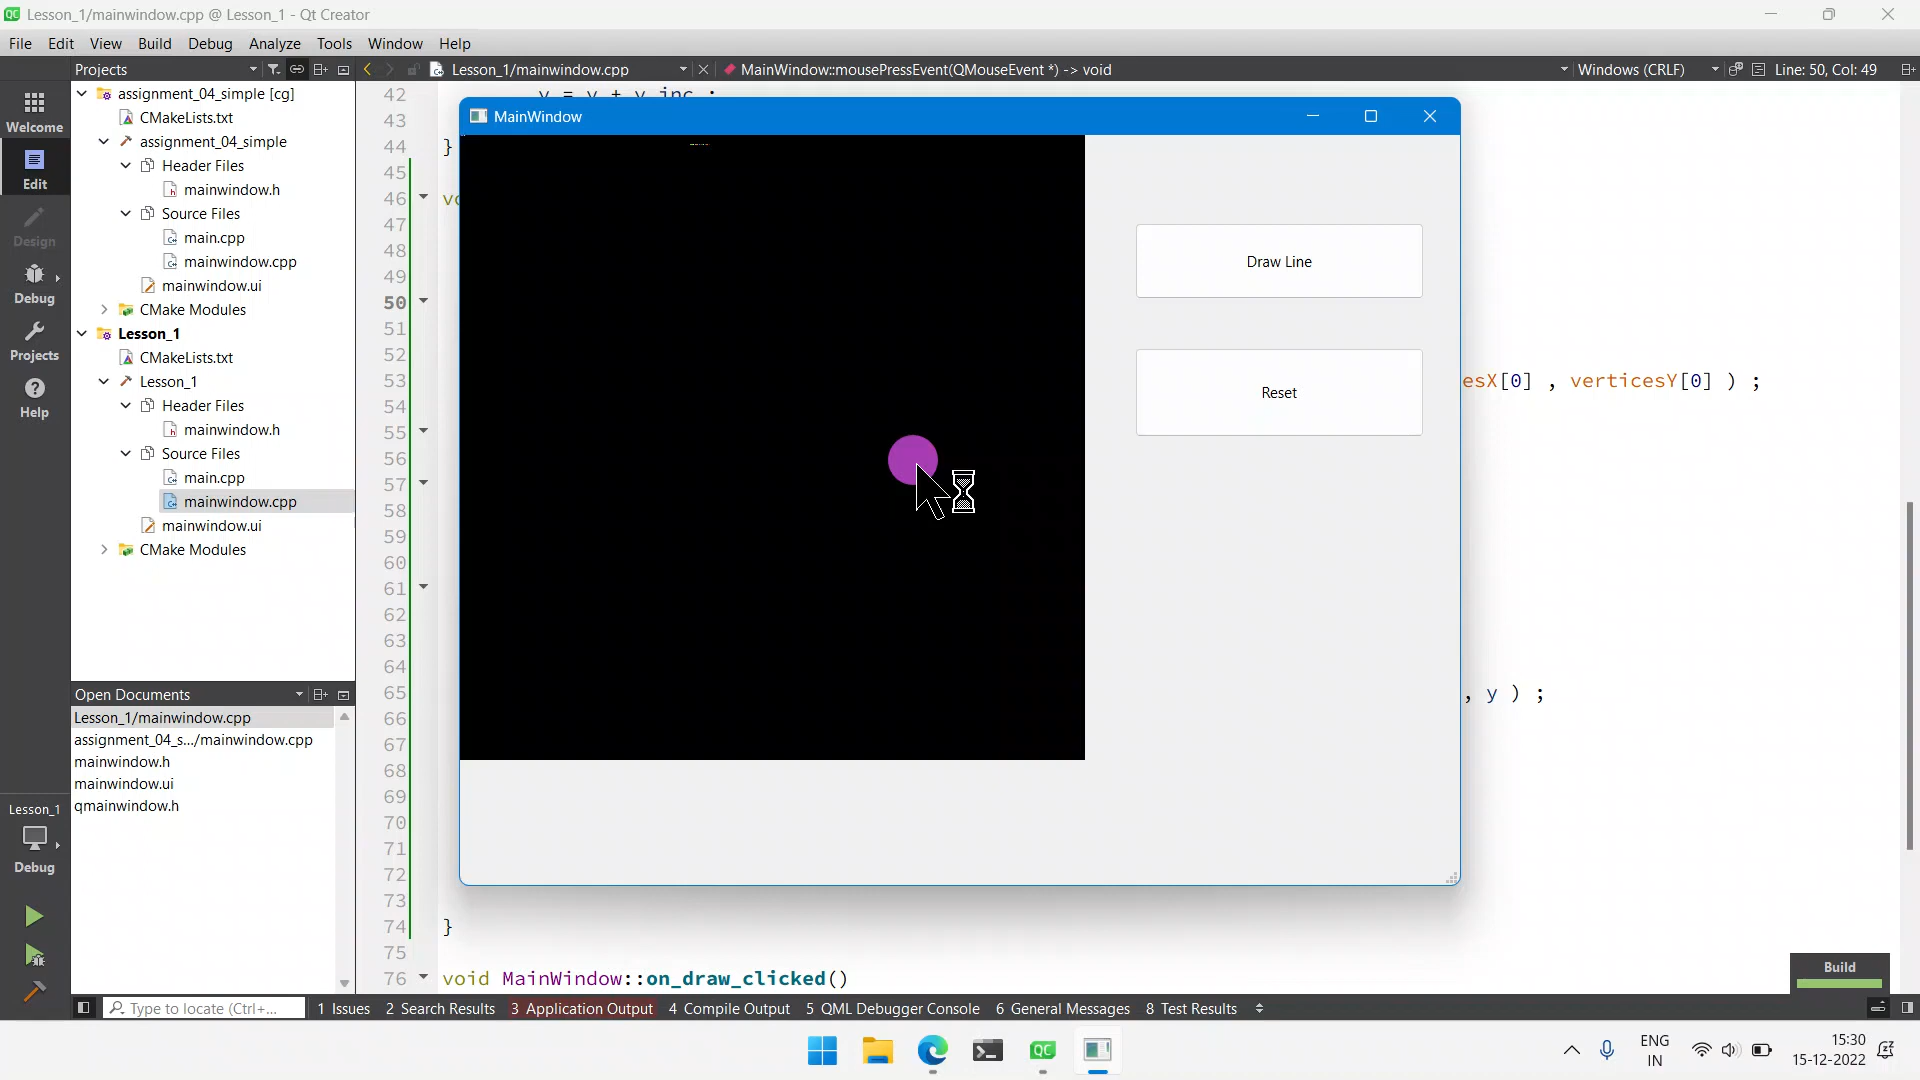 Lesson_1/mainwindow.cpp @ Lesson_1 - Qt Creator
File Edit View Build Debug Analyze Tools Window Help
Projects
Lesson_1/mainwindow.cpp
MainWindow::mousePressEvent(QMouseEvent *) -> void
Windows (CRLF)
Line: 50, Col: 49
Welcome
Edit
Design
Debug
Projects
Help
assignment_04_simple [cg]
CMakeLists.txt
assignment_04_simple
Header Files
mainwindow.h
Source Files
main.cpp
mainwindow.cpp
mainwindow.ui
CMake Modules
Lesson_1
CMakeLists.txt
Lesson_1
Header Files
mainwindow.h
Source Files
main.cpp
mainwindow.cpp
mainwindow.ui
CMake Modules
Open Documents
Lesson_1/mainwindow.cpp
assignment_04_s.../mainwindow.cpp
mainwindow.h
mainwindow.ui
qmainwindow.h
Lesson_1
Debug
42
43
44 }
45
46
47
48
49
50
51
52
53 esX[0] , verticesY[0] ) ;
54
55
56
57
58
59
60
61
62
63
64
65 , y ) ;
66
67
68
69
70
71
72
73
74 }
75
76 void MainWindow::on_draw_clicked()
MainWindow
Draw Line
Reset
Build
Type to locate (Ctrl+...
1 Issues 2 Search Results 3 Application Output 4 Compile Output 5 QML Debugger Console 6 General Messages 8 Test Results
QC
ENG
IN
15:30
15-12-2022